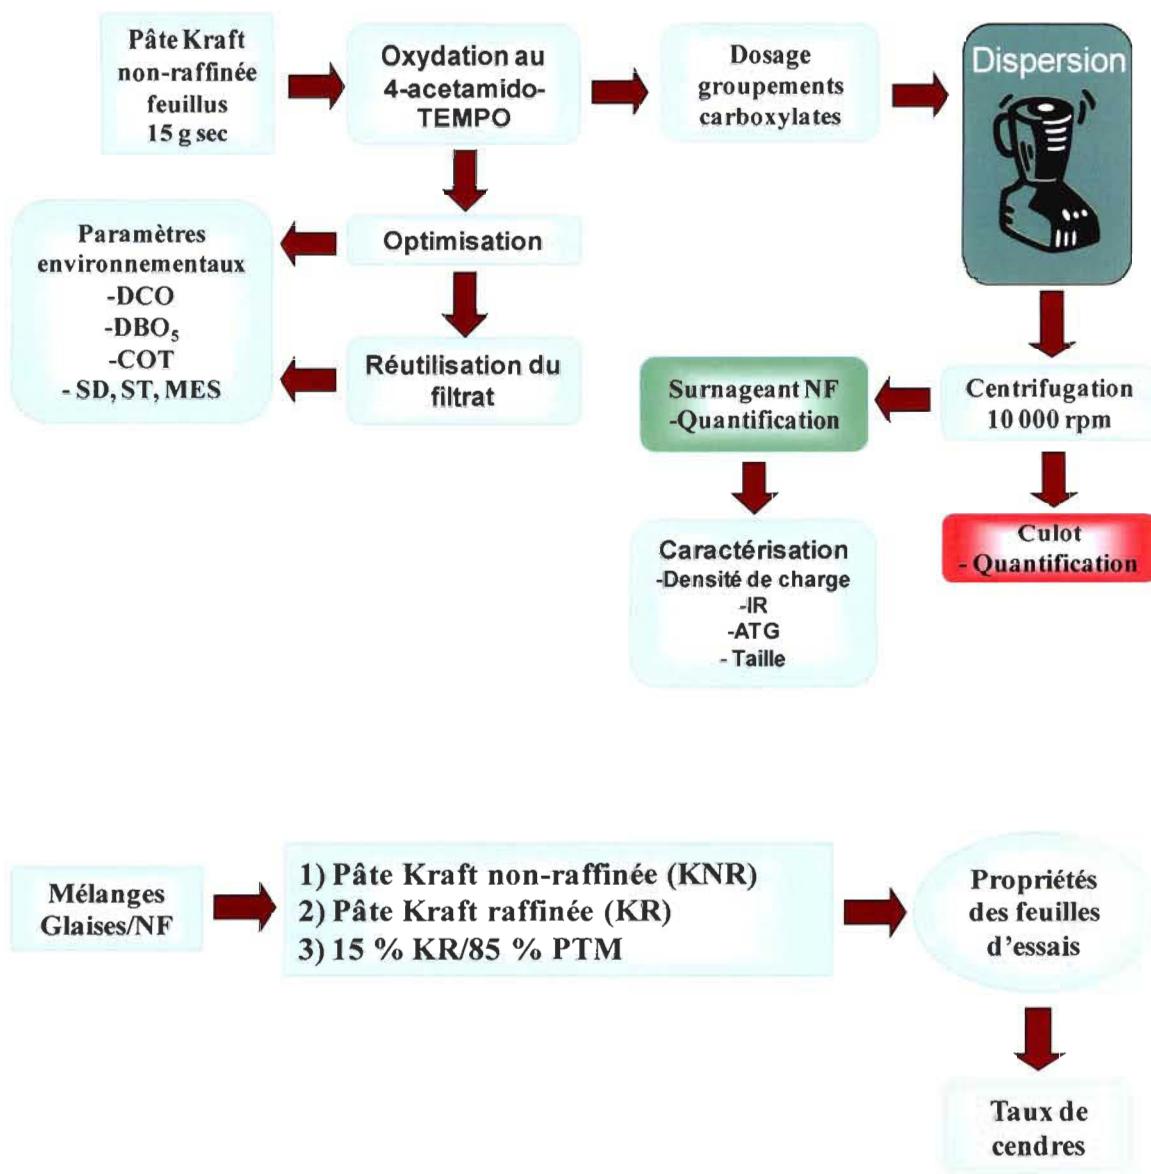 Pâte Kraft
non-raffinée
feuillus
15 g sec
Oxydation au
4-acetamido-
TEMPO
Dosage
groupements
carboxylates
Dispersion
Paramètres
environnementaux
-DCO
-DBO₅
-COT
- SD, ST, MES
Optimisation
Réutilisation du
filtrat
Surnageant NF
-Quantification
Centrifugation
10 000 rpm
Caractérisation
-Densité de charge
-IR
-ATG
- Taille
Culot
- Quantification
Mélanges
Glaises/NF
1) Pâte Kraft non-raffinée (KNR)
2) Pâte Kraft raffinée (KR)
3) 15 % KR/85 % PTM
Propriétés
des feuilles
d'essais
Taux de
cendres